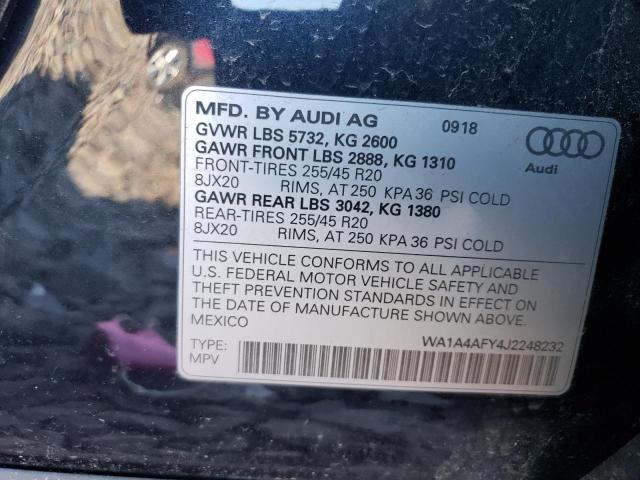 MFD. BY AUDI AG 0918
GVWR LBS 5732, KG 2600
GAWR FRONT LBS 2888, KG 1310
FRONT-TIRES 255/45 R20
8JX20 RIMS, AT 250 KPA 36 PSI COLD
GAWR REAR LBS 3042, KG 1380
REAR-TIRES 255/45 R20
8JX20 RIMS, AT 250 KPA 36 PSI COLD
Audi
THIS VEHICLE CONFORMS TO ALL APPLICABLE
U.S. FEDERAL MOTOR VEHICLE SAFETY AND
THEFT PREVENTION STANDARDS IN EFFECT ON
THE DATE OF MANUFACTURE SHOWN ABOVE.
MEXICO
WA1A4AFY4J2248232
TYPE:
MPV